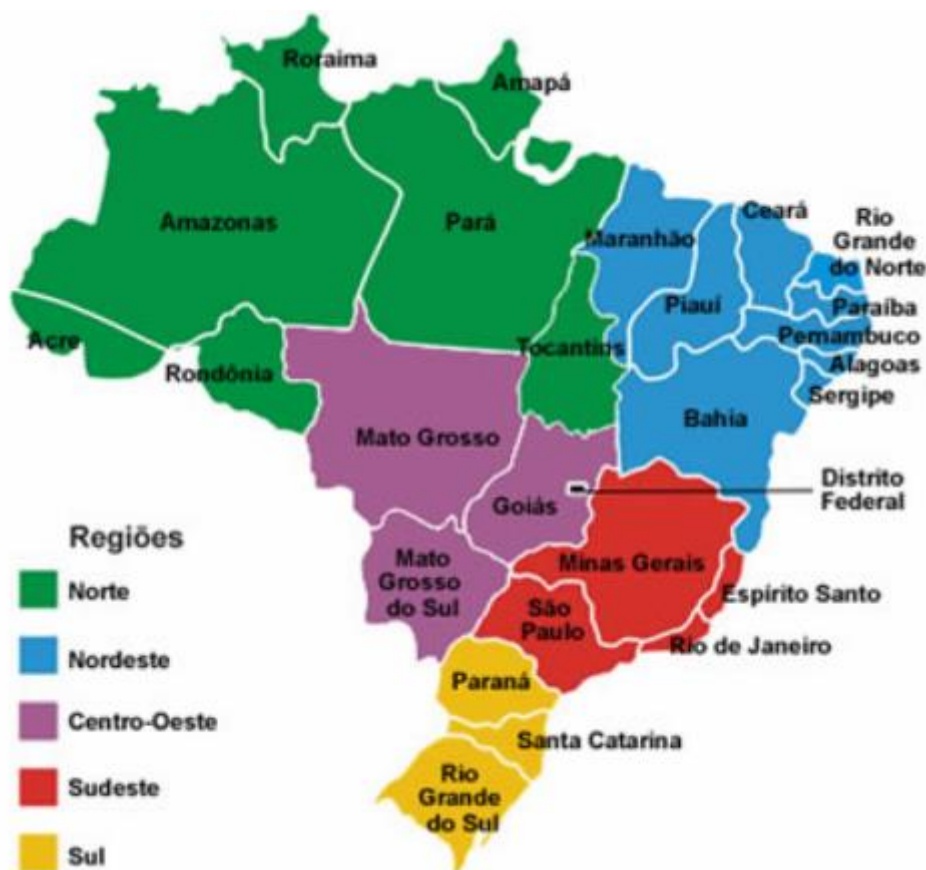 Roraima
Amapá
Amazonas
Pará
Maranhão
Ceará
Rio
Grande
do Norte
Piauí
Paraíba
Pernambuco
Alagoas
Sergipe
Acre
Rondônia
Tocantins
Bahia
Mato Grosso
Distrito
Federal
Goiás
Mato
Grosso
do Sul
Minas Gerais
Espírito Santo
São
Paulo
Rio de Janeiro
Paraná
Santa Catarina
Rio
Grande
do Sul
Regiões
Norte
Nordeste
Centro-Oeste
Sudeste
Sul